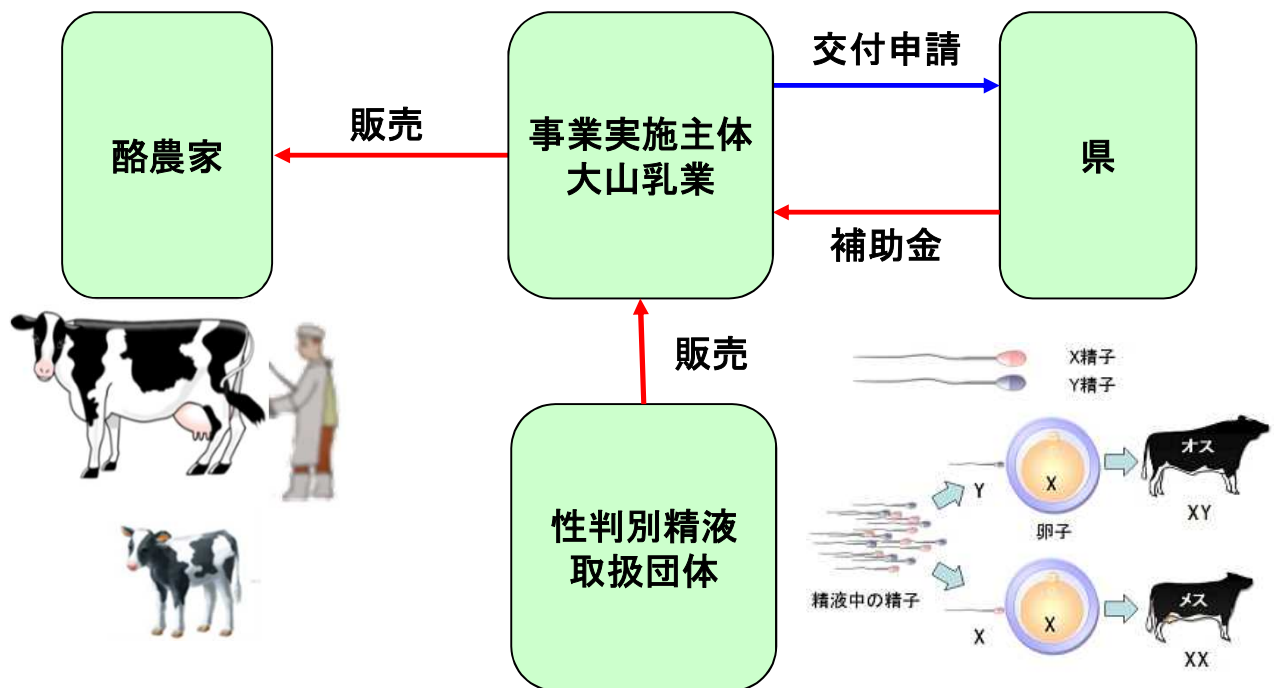 交付申請
販売
酪農家
事業実施主体
大山乳業
県
補助金
販売
X精子
Y精子
オス
Y
X
XY
卵子
性判別精液
取扱団体
精液中の精子
メス
X
X
XX